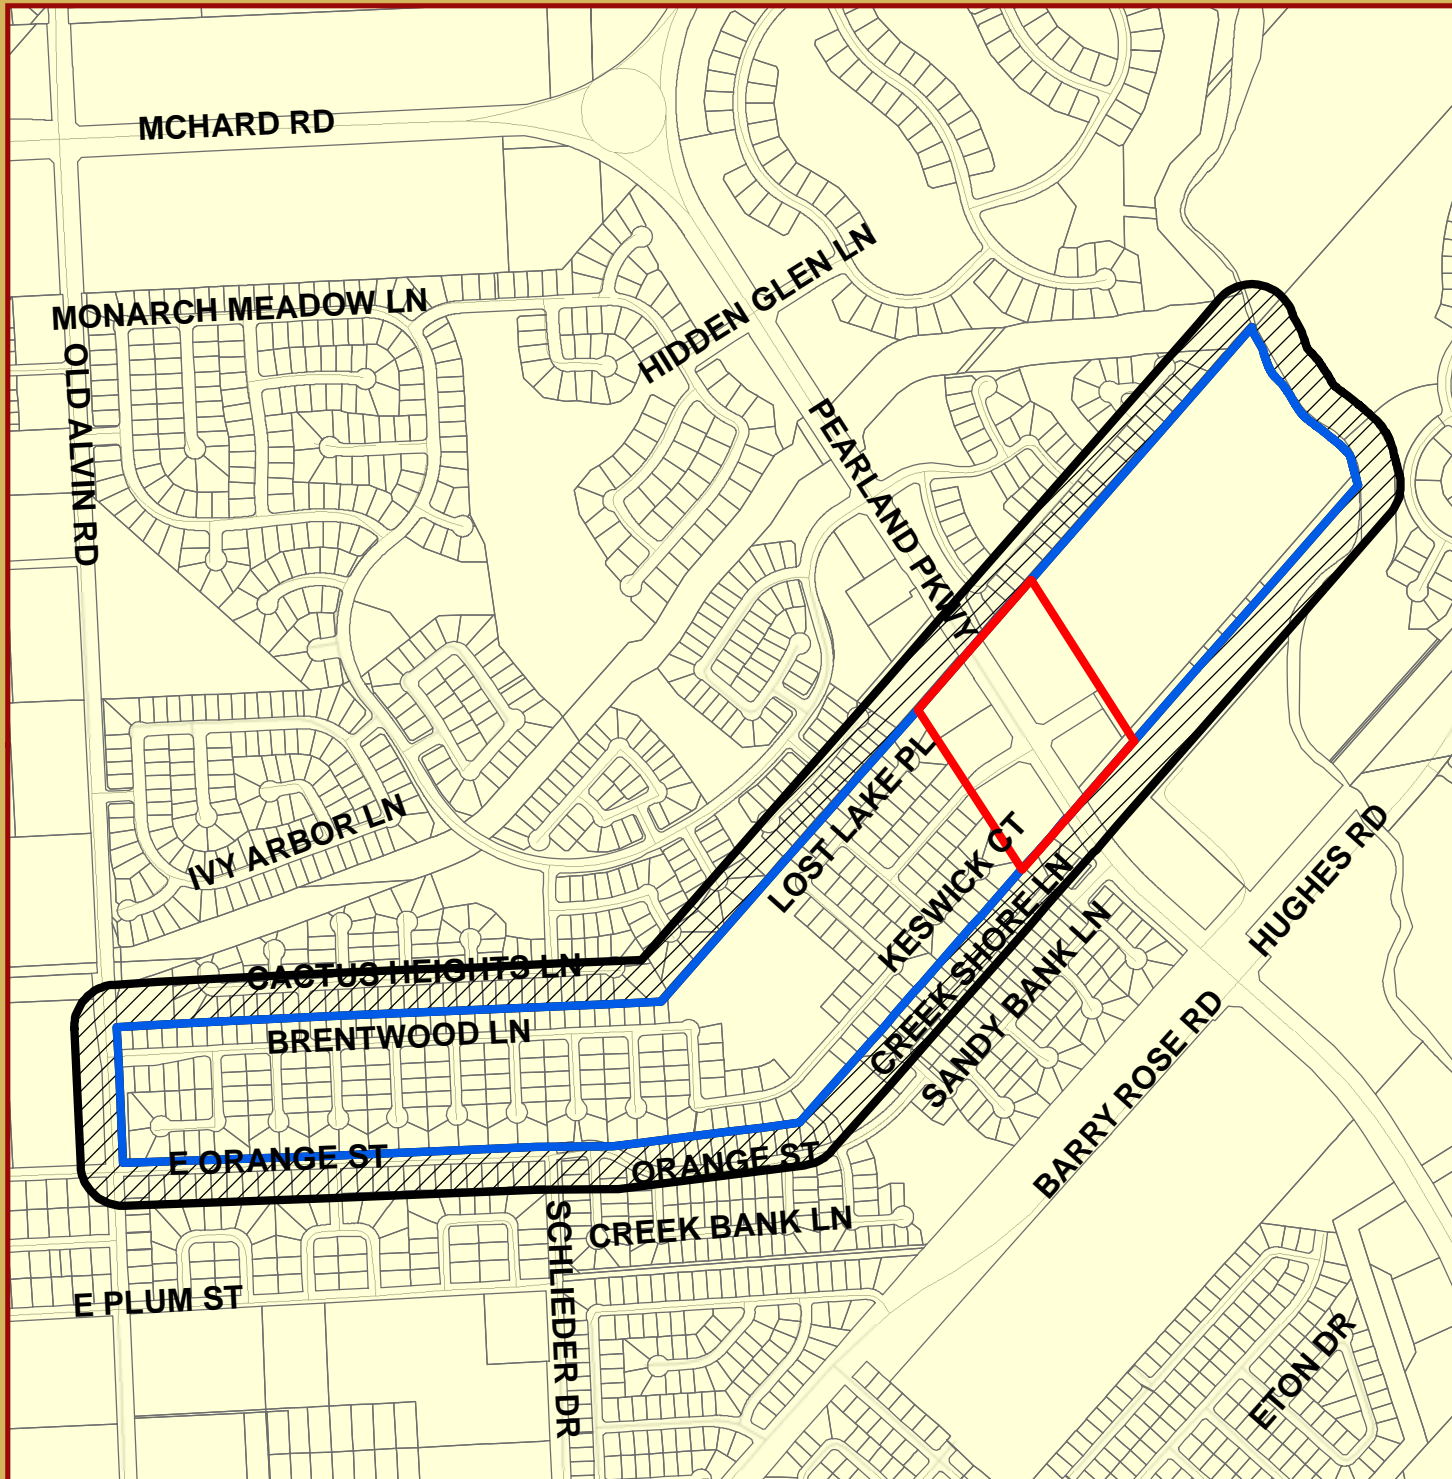 MCHARD RD
HIDDEN GLEN LN
MONARCH MEADOW LN
OLD ALVIN RD
PEARLAND PKWY
LOST LAKE PL
IVY ARBOR LN
KESWICK CT
HUGHES RD
CREEK SHORE LN
SANDY BANK LN
CACTUS HEIGHTS LN
BRENTWOOD LN
BARRY ROSE RD
E ORANGE ST
ORANGE ST
CREEK BANK LN
SCHLIEDER DR
E PLUM ST
ETON DR